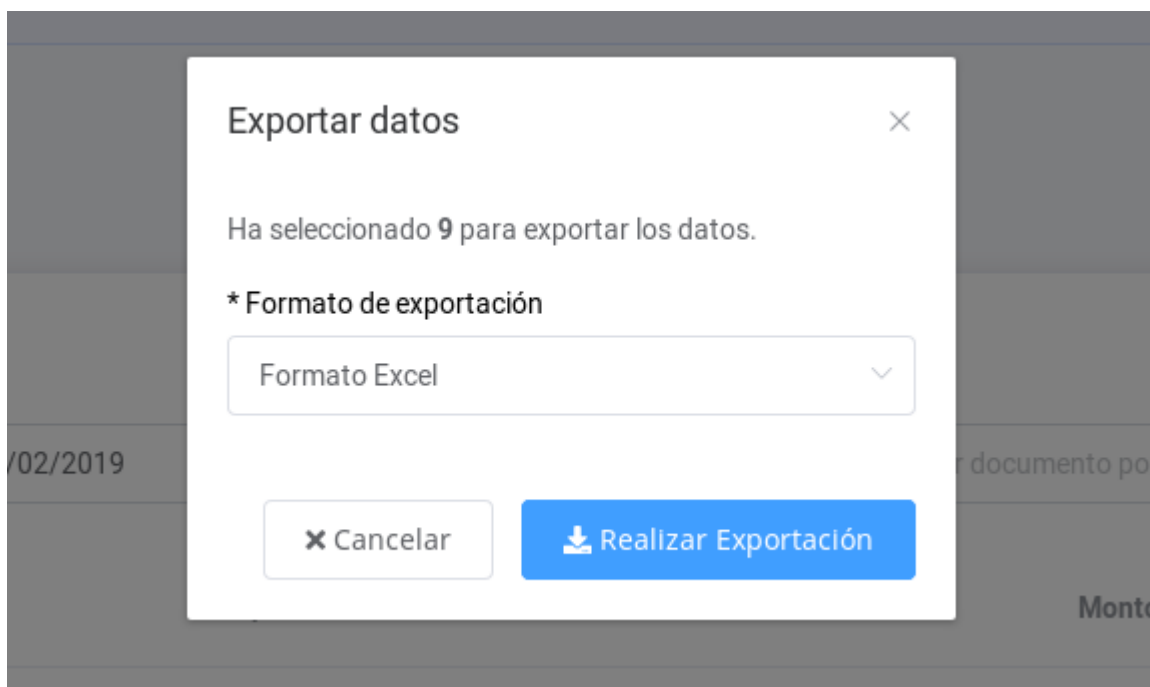 Exportar datos
Ha seleccionado 9 para exportar los datos.
* Formato de exportación
Formato Excel
/02/2019
documento po
Cancelar
Realizar Exportación
Monto